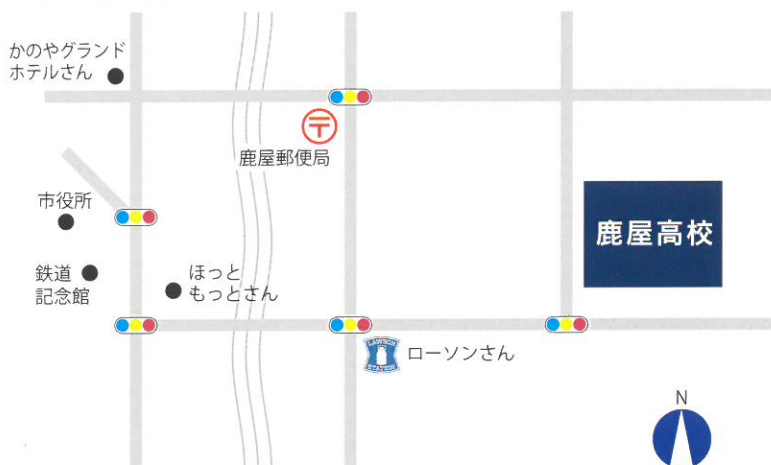 かのやグランド
ホテルさん
鹿屋郵便局
市役所
鹿屋高校
鉄道
記念館
ほっと
もっとさん
LAWSON
STATION
ローソンさん
N